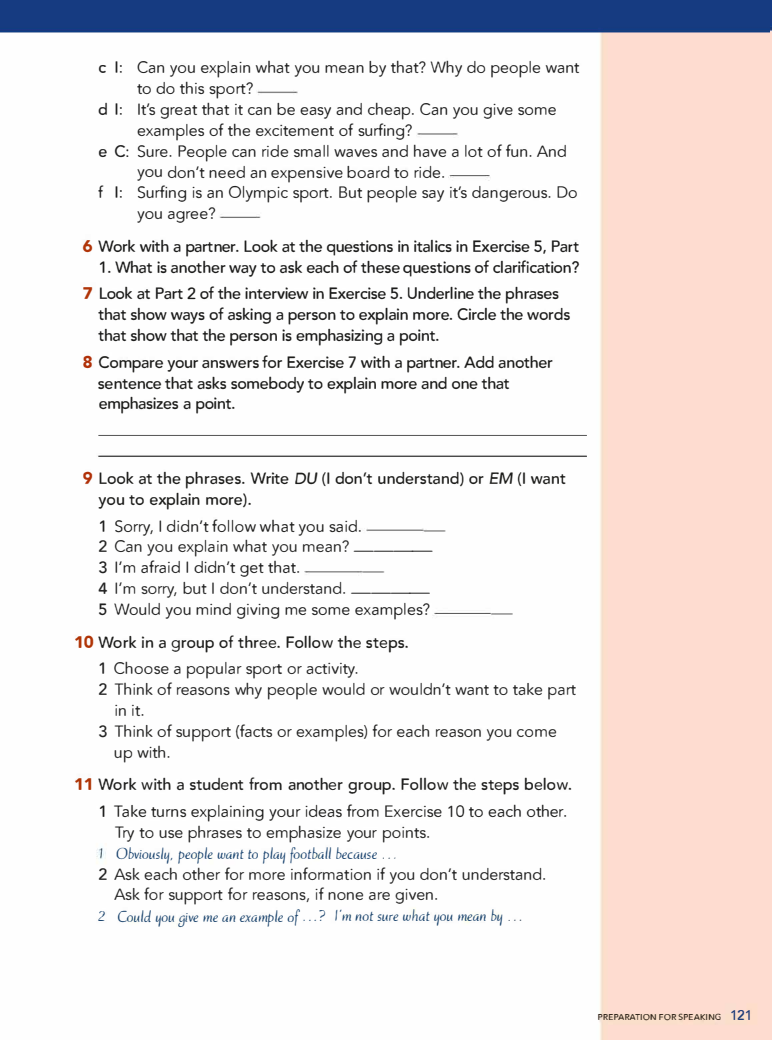 c I: Can you explain what you mean by that? Why do people want
to do this sport? _____
d I: It's great that it can be easy and cheap. Can you give some
examples of the excitement of surfing? _____
e C: Sure. People can ride small waves and have a lot of fun. And
you don't need an expensive board to ride. _____
f I: Surfing is an Olympic sport. But people say it's dangerous. Do
you agree? _____
6 Work with a partner. Look at the questions in italics in Exercise 5, Part
1. What is another way to ask each of these questions of clarification?
7 Look at Part 2 of the interview in Exercise 5. Underline the phrases
that show ways of asking a person to explain more. Circle the words
that show that the person is emphasizing a point.
8 Compare your answers for Exercise 7 with a partner. Add another
sentence that asks somebody to explain more and one that
emphasizes a point.
9 Look at the phrases. Write DU (I don't understand) or EM (I want
you to explain more).
1 Sorry, I didn't follow what you said. __________
2 Can you explain what you mean? __________
3 I'm afraid I didn't get that. __________
4 I'm sorry, but I don't understand. __________
5 Would you mind giving me some examples? __________
10 Work in a group of three. Follow the steps.
1 Choose a popular sport or activity.
2 Think of reasons why people would or wouldn't want to take part
in it.
3 Think of support (facts or examples) for each reason you come
up with.
11 Work with a student from another group. Follow the steps below.
1 Take turns explaining your ideas from Exercise 10 to each other.
Try to use phrases to emphasize your points.
1 Obviously, people want to play football because ...
2 Ask each other for more information if you don't understand.
Ask for support for reasons, if none are given.
2 Could you give me an example of ...? I'm not sure what you mean by ...
PREPARATION FOR SPEAKING 121